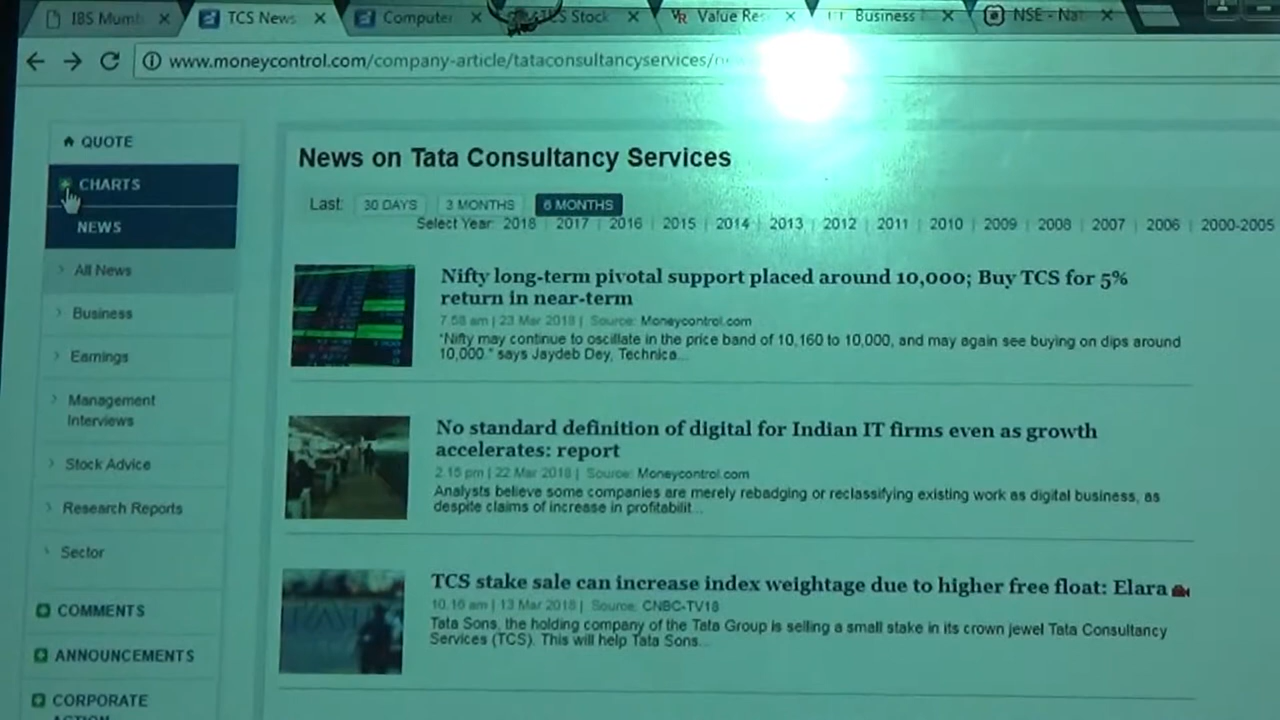 IBS Mumb
TCS News
Computer
Stock
Value Res
Business
NSE - Nat
www.moneycontrol.com/company-article/tataconsultancyservices/n
QUOTE
CHARTS
NEWS
All News
Business
Earnings
Management
Interviews
Stock Advice
Research Reports
Sector
COMMENTS
ANNOUNCEMENTS
CORPORATE
ACTION
News on Tata Consultancy Services
Last: 30 DAYS 3 MONTHS 6 MONTHS
Select Year: 2018 | 2017 | 2016 | 2015 | 2014 | 2013 | 2012 | 2011 | 2010 | 2009 | 2008 | 2007 | 2006 | 2000-2005
Nifty long-term pivotal support placed around 10,000; Buy TCS for 5%
return in near-term
7.58 am | 23 Mar 2018 | Source: Moneycontrol.com
"Nifty may continue to oscillate in the price band of 10,160 to 10,000, and may again see buying on dips around
10,000." says Jaydeb Dey, Technica...
No standard definition of digital for Indian IT firms even as growth
accelerates: report
2.15 pm | 22 Mar 2018 | Source: Moneycontrol.com
Analysts believe some companies are merely rebadging or reclassifying existing work as digital business, as
despite claims of increase in profitabilit...
TCS stake sale can increase index weightage due to higher free float: Elara
10.16 am | 13 Mar 2018 | Source: CNBC-TV18
Tata Sons, the holding company of the Tata Group is selling a small stake in its crown jewel Tata Consultancy
Services (TCS). This will help Tata Sons...